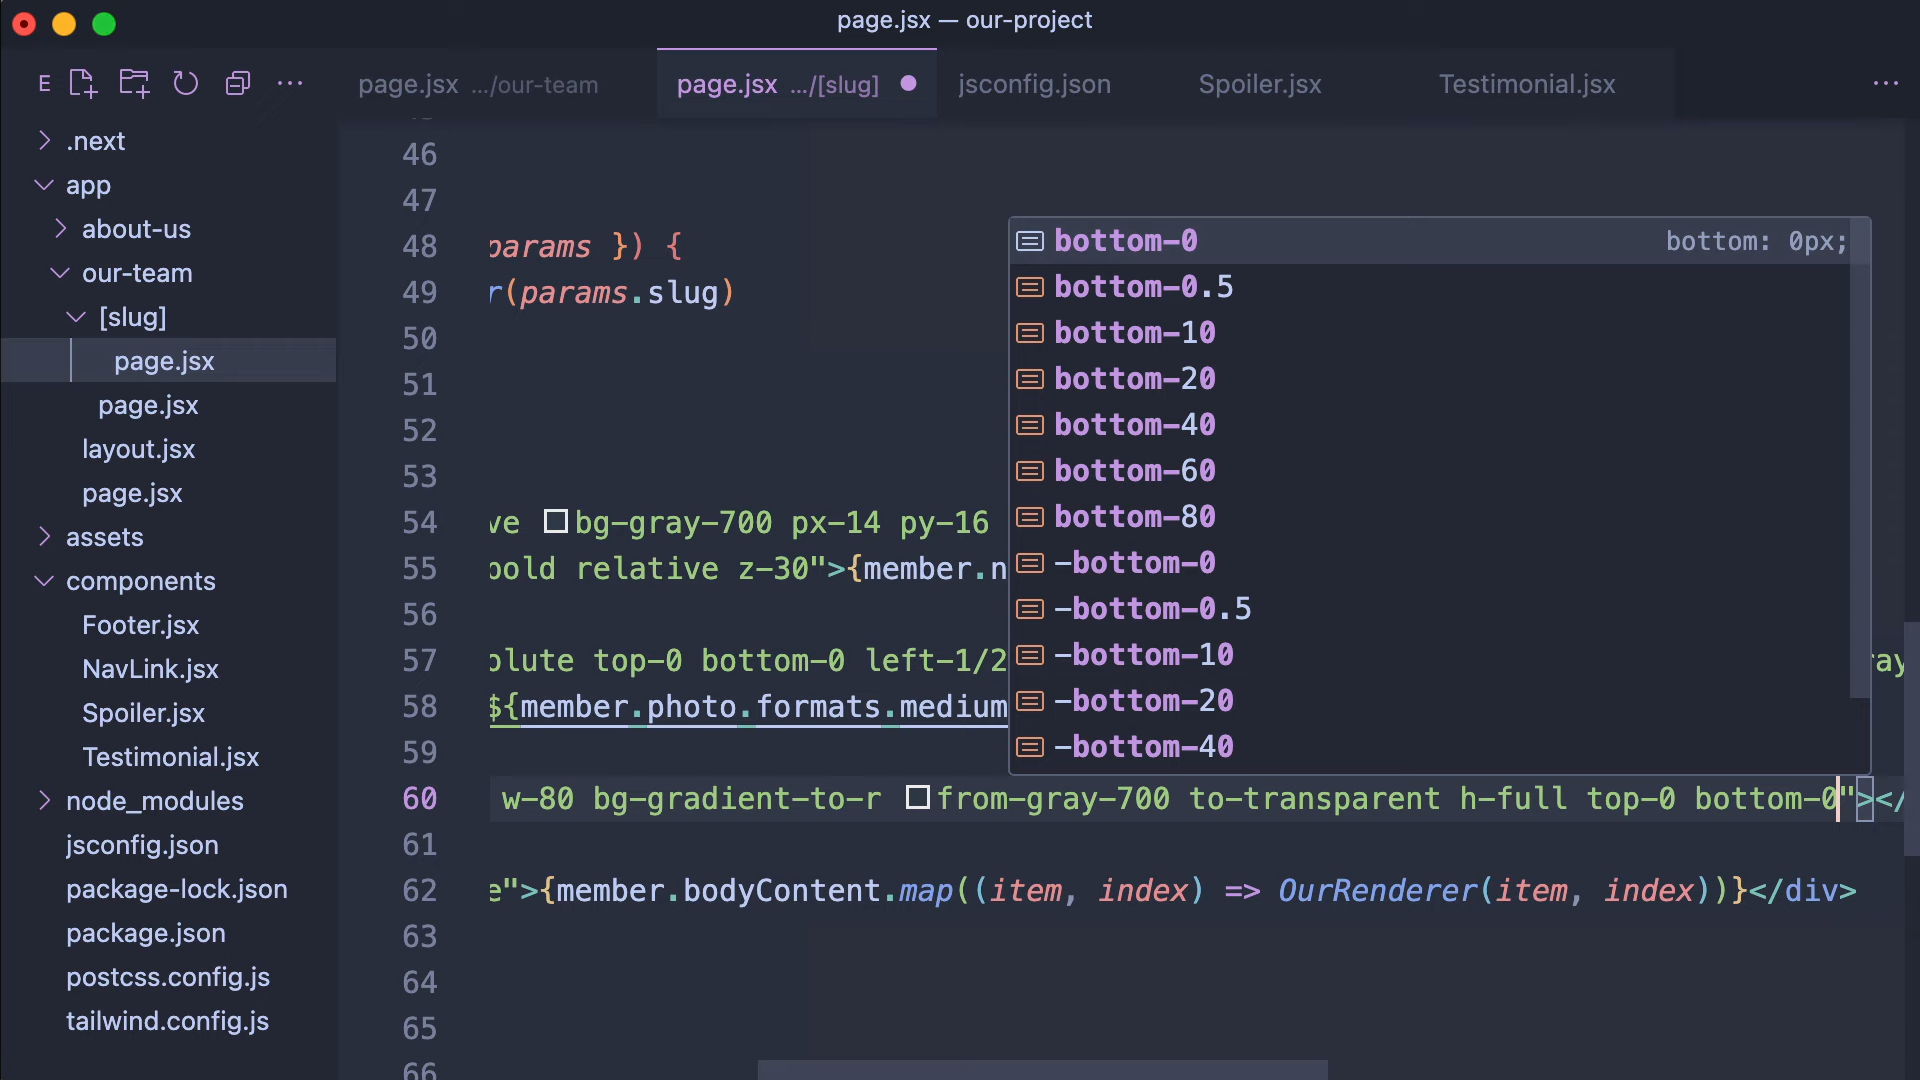 page.jsx — our-project
E
page.jsx .../our-team
page.jsx .../[slug]
jsconfig.json
Spoiler.jsx
Testimonial.jsx
.next
app
about-us
our-team
[slug]
page.jsx
page.jsx
layout.jsx
page.jsx
assets
components
Footer.jsx
NavLink.jsx
Spoiler.jsx
Testimonial.jsx
node_modules
jsconfig.json
package-lock.json
package.json
postcss.config.js
tailwind.config.js
46
47
48 params }) {
49 r(params.slug)
50
51
52
53
54 ve bg-gray-700 px-14 py-16
55 bold relative z-30">{member.n
56
57 olute top-0 bottom-0 left-1/2 ray
58 ${member.photo.formats.medium
59
60 w-80 bg-gradient-to-r from-gray-700 to-transparent h-full top-0 bottom-0"></
61
62 e">{member.bodyContent.map((item, index) => OurRenderer(item, index))}</div>
63
64
65
66
bottom-0 bottom: 0px;
bottom-0.5
bottom-10
bottom-20
bottom-40
bottom-60
bottom-80
-bottom-0
-bottom-0.5
-bottom-10
-bottom-20
-bottom-40